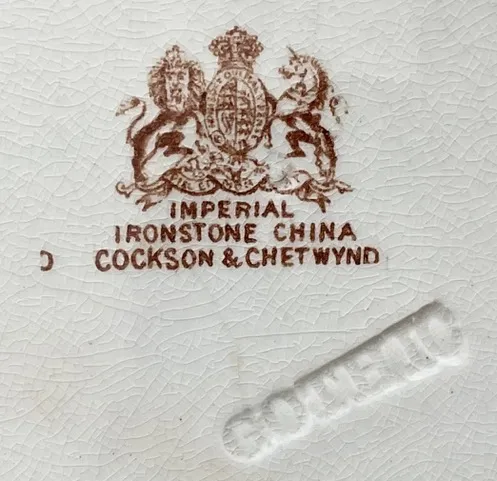 IMPERIAL
IRONSTONE CHINA
COCKSON & CHETWYND